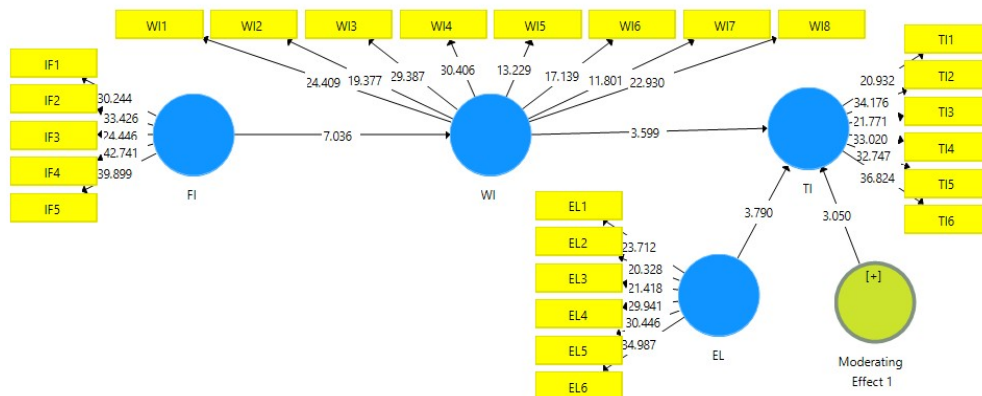 WI1
WI2
WI3
WI4
WI5
WI6
WI7
WI8
24.409
19.377
29.387
30.406
13.229
17.139
11.801
22.930
IF1
IF2
IF3
IF4
IF5
30.244
33.426
24.446
42.741
39.899
FI
7.036
WI
3.599
TI
TI1
TI2
TI3
TI4
TI5
TI6
20.932
34.176
21.771
33.020
32.747
36.824
EL1
EL2
EL3
EL4
EL5
EL6
23.712
20.328
21.418
29.941
30.446
34.987
3.790
3.050
EL
[+]
Moderating
Effect 1